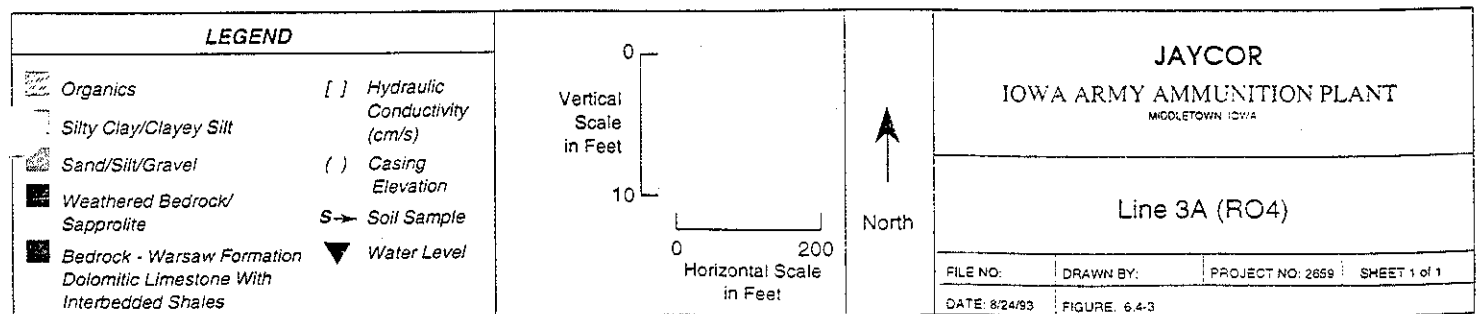 LEGEND
Organics
Silty Clay/Clayey Silt
Sand/Silt/Gravel
Weathered Bedrock/
Sapprolite
Bedrock - Warsaw Formation
Dolomitic Limestone With
Interbedded Shales
[ ] Hydraulic
Conductivity
(cm/s)
( ) Casing
Elevation
S Soil Sample
Water Level
0
Vertical
Scale
in Feet
10
0 200
Horizontal Scale
in Feet
North
JAYCOR
IOWA ARMY AMMUNITION PLANT
MIDDLETOWN IOWA
Line 3A (RO4)
FILE NO: DRAWN BY: PROJECT NO: 2659 SHEET 1 of 1
DATE: 8/24/93 FIGURE. 6.4-3